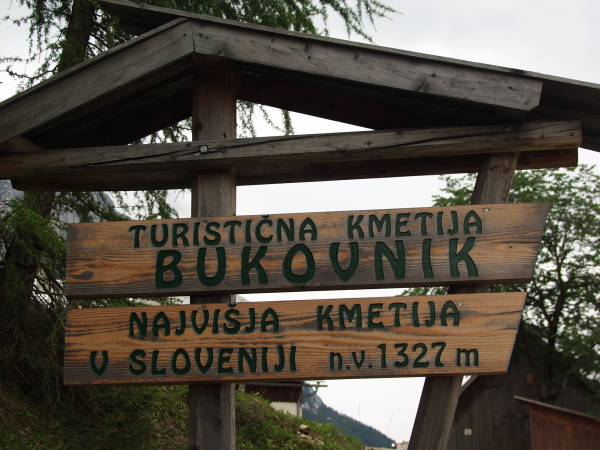 TURISTIČNA KMETIJA
BUKOVNIK
NAJVIŠJA KMETIJA
V SLOVENIJI n.v. 1327 m